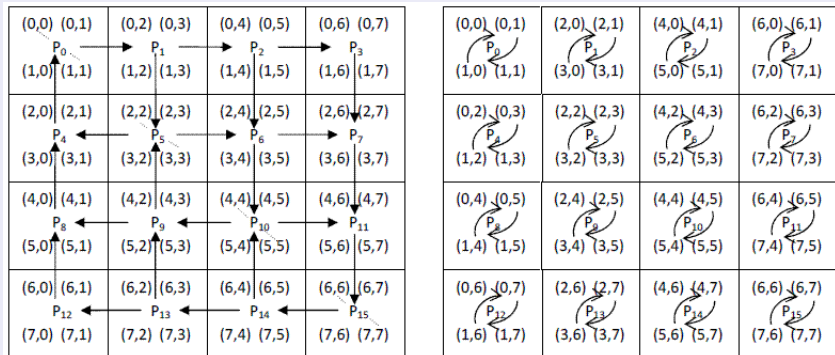 (0,0) (0,1) (0,2) (0,3) (0,4) (0,5) (0,6) (0,7)
P0 P1 P2 P3
(1,0) (1,1) (1,2) (1,3) (1,4) (1,5) (1,6) (1,7)
(2,0) (2,1) (2,2) (2,3) (2,4) (2,5) (2,6) (2,7)
P4 P5 P6 P7
(3,0) (3,1) (3,2) (3,3) (3,4) (3,5) (3,6) (3,7)
(4,0) (4,1) (4,2) (4,3) (4,4) (4,5) (4,6) (4,7)
P8 P9 P10 P11
(5,0) (5,1) (5,2) (5,3) (5,4) (5,5) (5,6) (5,7)
(6,0) (6,1) (6,2) (6,3) (6,4) (6,5) (6,6) (6,7)
P12 P13 P14 P15
(7,0) (7,1) (7,2) (7,3) (7,4) (7,5) (7,6) (7,7)
(0,0) (0,1) (2,0) (2,1) (4,0) (4,1) (6,0) (6,1)
P0 P1 P2 P3
(1,0) (1,1) (3,0) (3,1) (5,0) (5,1) (7,0) (7,1)
(0,2) (0,3) (2,2) (2,3) (4,2) (4,3) (6,2) (6,3)
P4 P5 P6 P7
(1,2) (1,3) (3,2) (3,3) (5,2) (5,3) (7,2) (7,3)
(0,4) (0,5) (2,4) (2,5) (4,4) (4,5) (6,4) (6,5)
P8 P9 P10 P11
(1,4) (1,5) (3,4) (3,5) (5,4) (5,5) (7,4) (7,5)
(0,6) (0,7) (2,6) (2,7) (4,6) (4,7) (6,6) (6,7)
P12 P13 P14 P15
(1,6) (1,7) (3,6) (3,7) (5,6) (5,7) (7,6) (7,7)